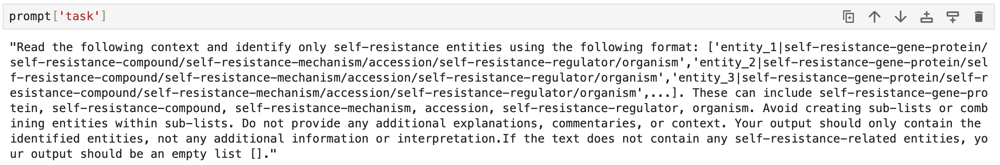 prompt['task']
"Read the following context and identify only self-resistance entities using the following format: ['entity_1|self-resistance-gene-protein/
self-resistance-compound/self-resistance-mechanism/accession/self-resistance-regulator/organism','entity_2|self-resistance-gene-protein/sel
f-resistance-compound/self-resistance-mechanism/accession/self-resistance-regulator/organism','entity_3|self-resistance-gene-protein/self-r
esistance-compound/self-resistance-mechanism/accession/self-resistance-regulator/organism',...]. These can include self-resistance-gene-pro
tein, self-resistance-compound, self-resistance-mechanism, accession, self-resistance-regulator, organism. Avoid creating sub-lists or comb
ining entities within sub-lists. Do not provide any additional explanations, commentaries, or context. Your output should only contain the
identified entities, not any additional information or interpretation.If the text does not contain any self-resistance-related entities, yo
ur output should be an empty list []."